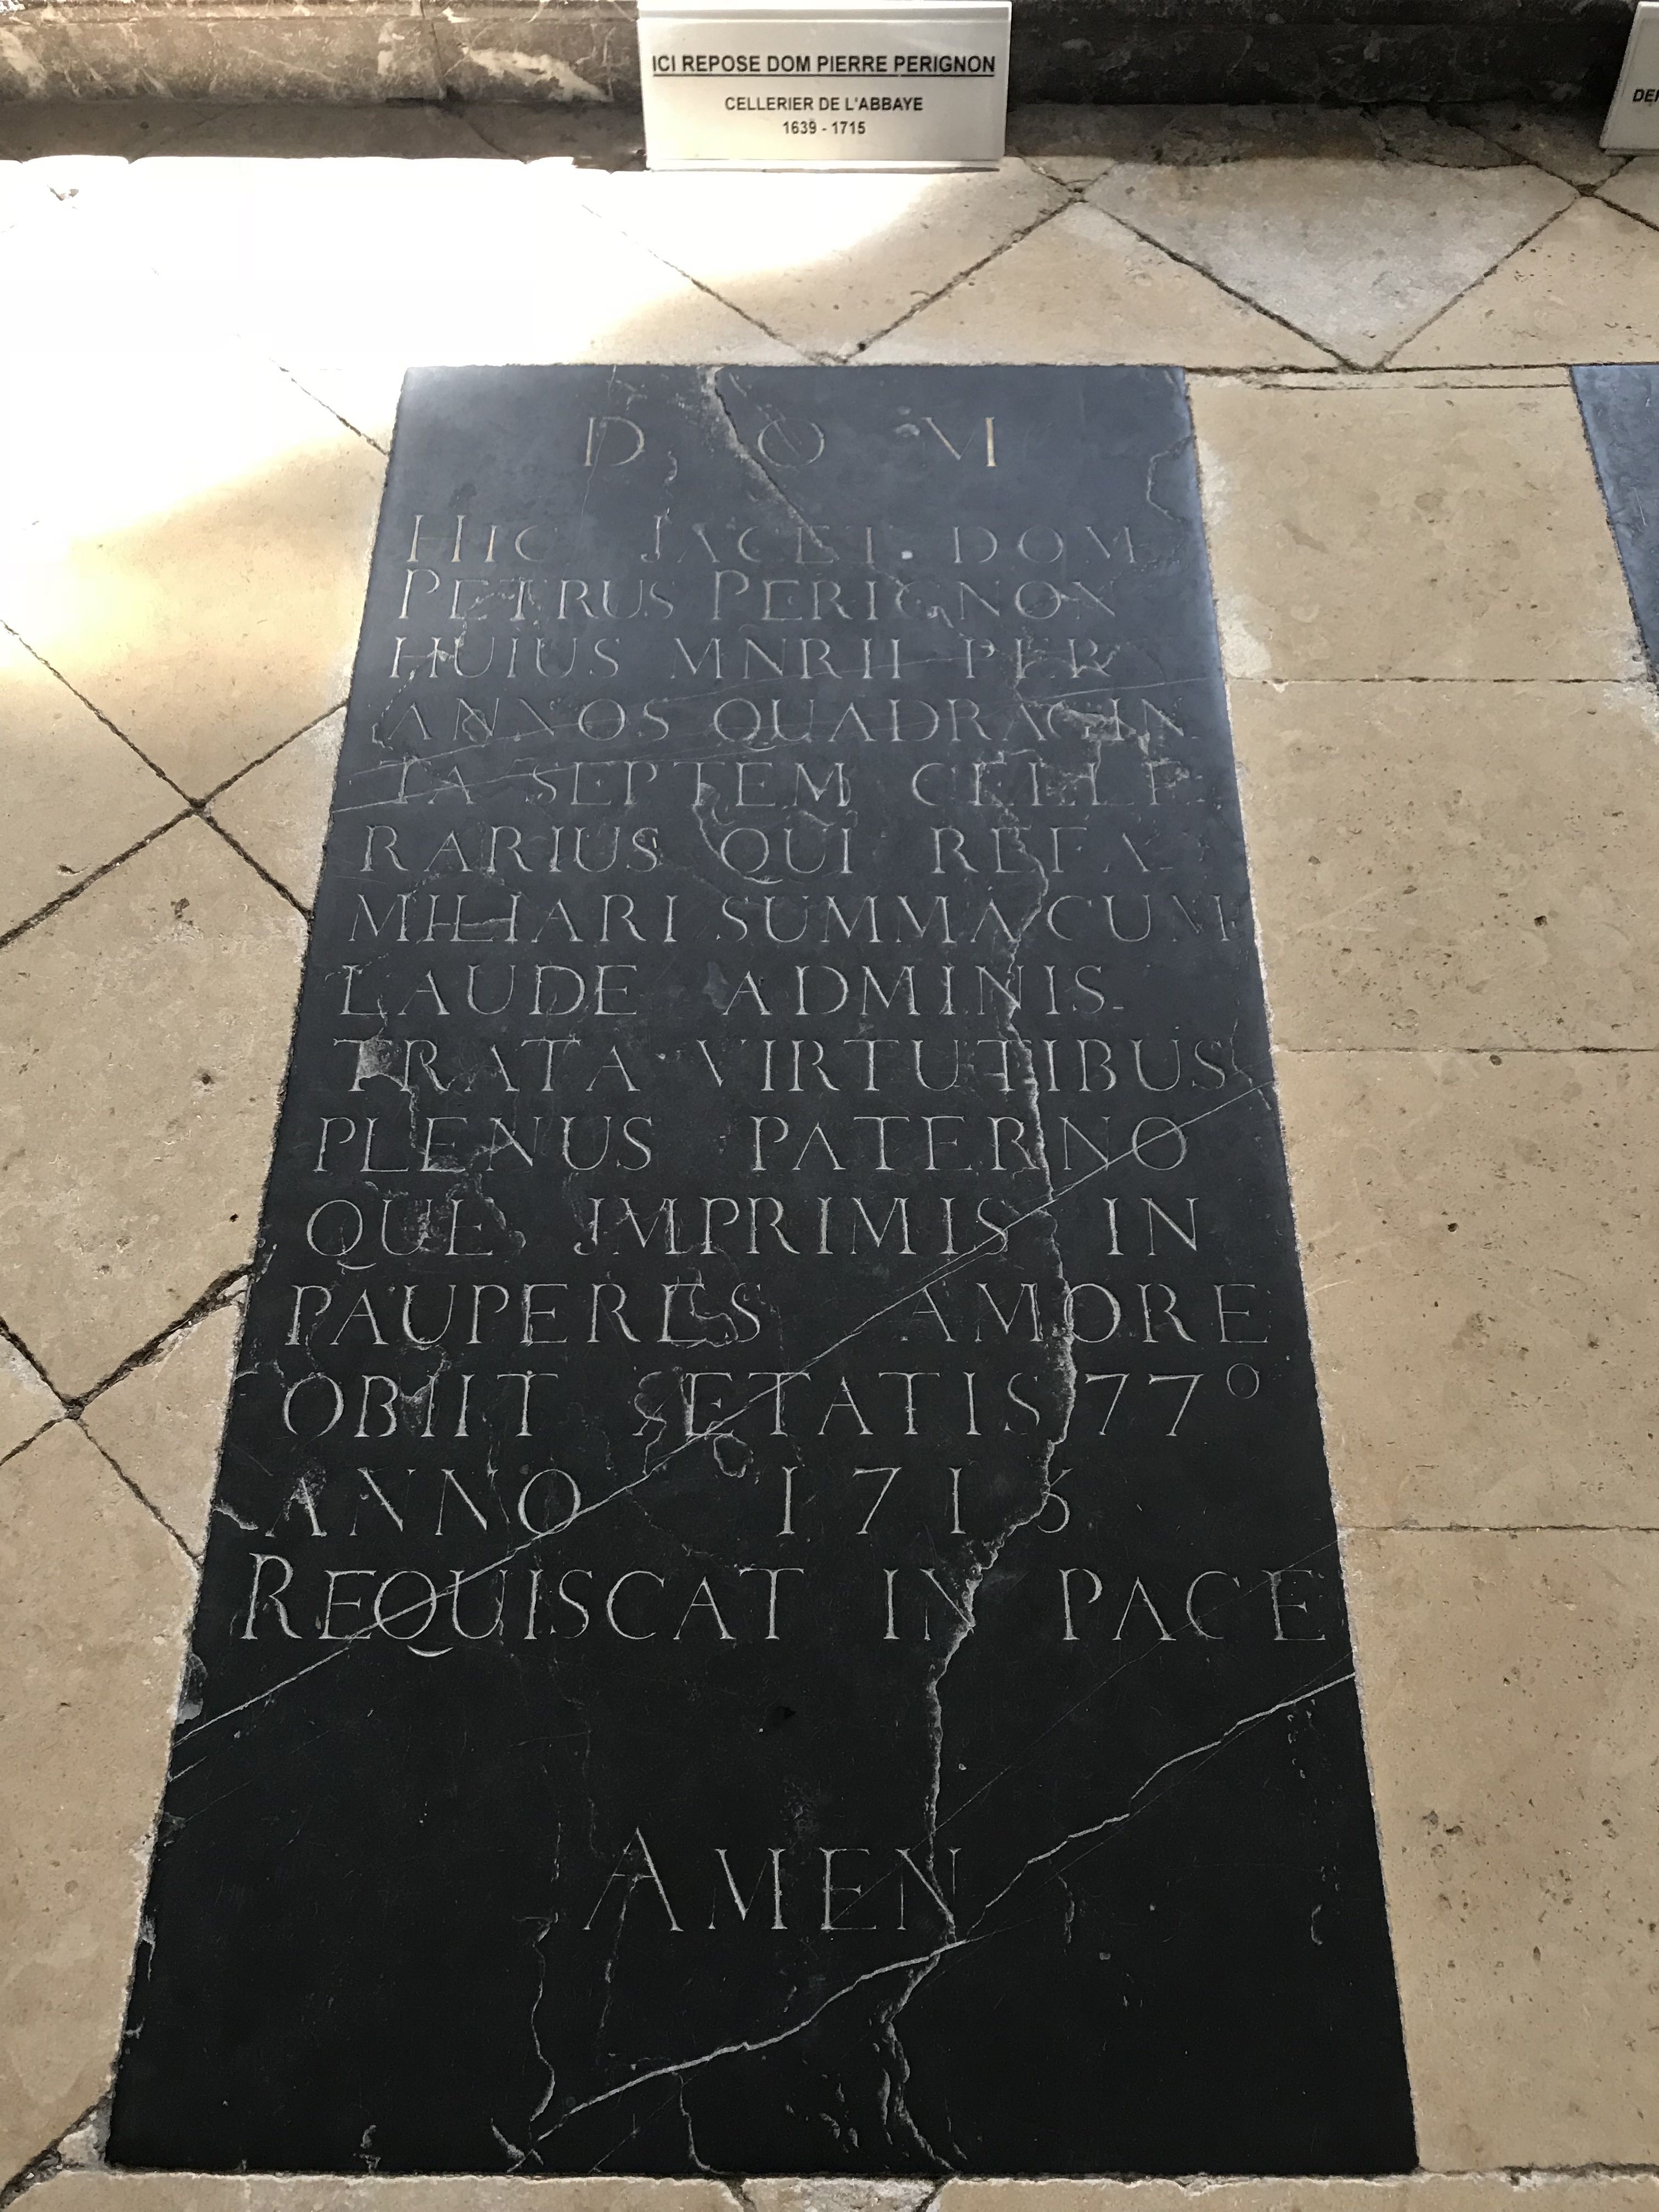 ICI REPOSE DOM PIERRE PERIGNON
CELLERIER DE L'ABBAYE
1639 - 1715
D O M
HIC JACET. DOM
PETRUS PERIGNON
HUIUS MNRII PER
ANNOS QUADRAGIN
TA SEPTEM CELLE
RARIUS QUI REFA
MILIARI SUMMA CUM
LAUDE ADMINIS-
TRATA VIRTUTIBUS
PLENUS PATERNO
QUE IMPRIMIS IN
PAUPERES AMORE
OBIIT ÆTATIS 77°
ANNO 1715
REQUISCAT IN PACE
AMEN